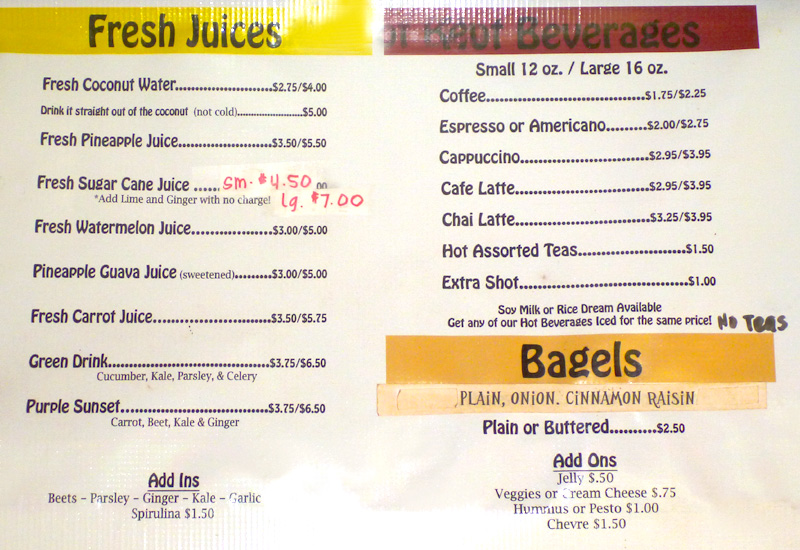 Fresh Juices
Fresh Coconut Water..................$2.75/$4.00
Drink it straight out of the coconut (not cold)......................$5.00
Fresh Pineapple Juice.................$3.50/$5.50
Fresh Sugar Cane Juice ...... sm. $4.50
*Add Lime and Ginger with no charge! Lg. $7.00
Fresh Watermelon Juice...............$3.00/$5.00
Pineapple Guava Juice (sweetened).........$3.00/$5.00
Fresh Carrot Juice......................$3.50/$5.75
Green Drink..............................$3.75/$6.50
Cucumber, Kale, Parsley, & Celery
Purple Sunset...........................$3.75/$6.50
Carrot, Beet, Kale & Ginger
Add Ins
Beets – Parsley – Ginger – Kale – Garlic
Spirulina $1.50
Beverages
Small 12 oz. / Large 16 oz.
Coffee.............................$1.75/$2.25
Espresso or Americano.........$2.00/$2.75
Cappuccino.......................$2.95/$3.95
Cafe Latte........................$2.95/$3.95
Chai Latte........................$3.25/$3.95
Hot Assorted Teas....................$1.50
Extra Shot..............................$1.00
Soy Milk or Rice Dream Available
Get any of our Hot Beverages Iced for the same price! No Teas
Bagels
PLAIN, ONION. CINNAMON RAISIN
Plain or Buttered..........$2.50
Add Ons
Jelly $.50
Veggies or Cream Cheese $.75
Hummus or Pesto $1.00
Chevre $1.50